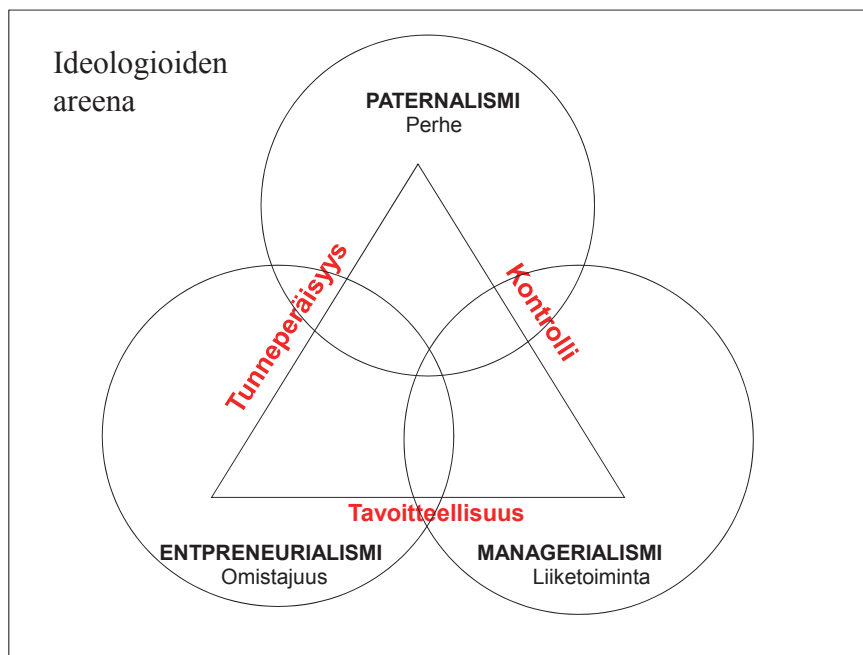 Ideologioiden
areena
PATERNALISMI
Perhe
Tunneperäisyys
Kontrolli
Tavoitteellisuus
ENTPRENEURIALISMI
Omistajuus
MANAGERIALISMI
Liiketoiminta